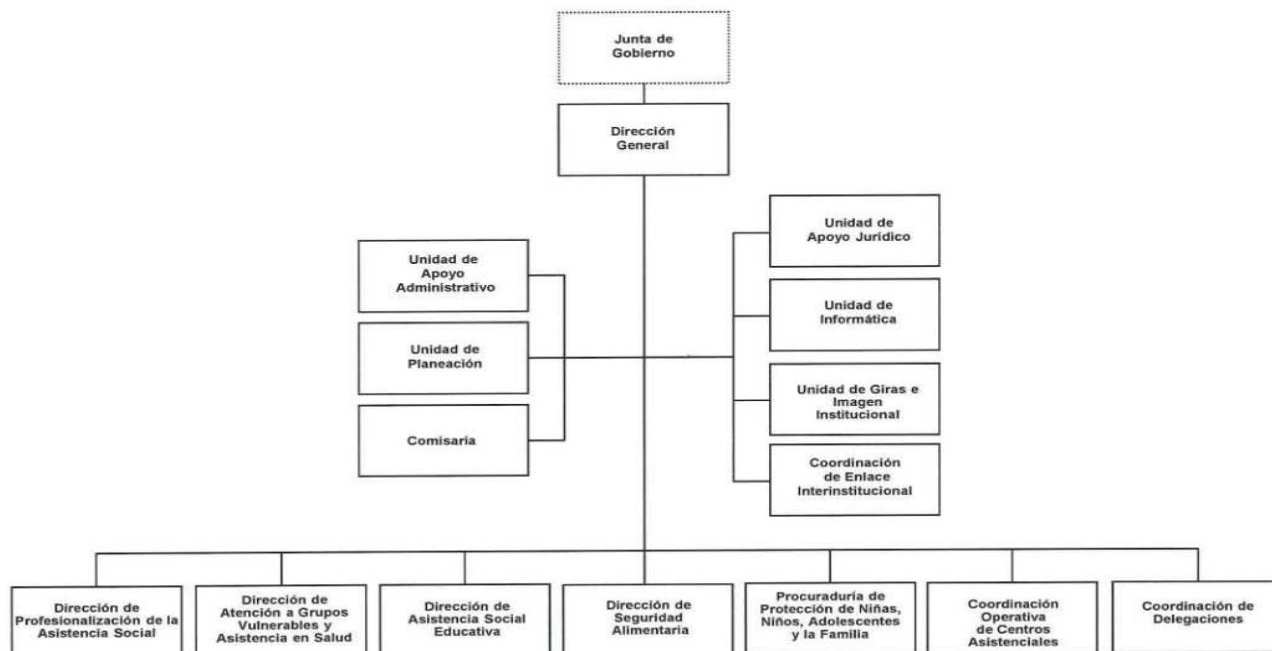 Junta de
Gobierno
Dirección
General
Unidad de
Apoyo Jurídico
Unidad de
Apoyo
Administrativo
Unidad de
Informática
Unidad de
Planeación
Unidad de Giras e
Imagen
Institucional
Comisaria
Coordinación
de Enlace
Interinstitucional
Dirección de
Profesionalización de la
Asistencia Social
Dirección de
Atención a Grupos
Vulnerables y
Asistencia en Salud
Dirección de
Asistencia Social
Educativa
Dirección de
Seguridad
Alimentaria
Procuraduría de
Protección de Niñas,
Niños, Adolescentes
y la Familia
Coordinación
Operativa
de Centros
Asistenciales
Coordinación de
Delegaciones